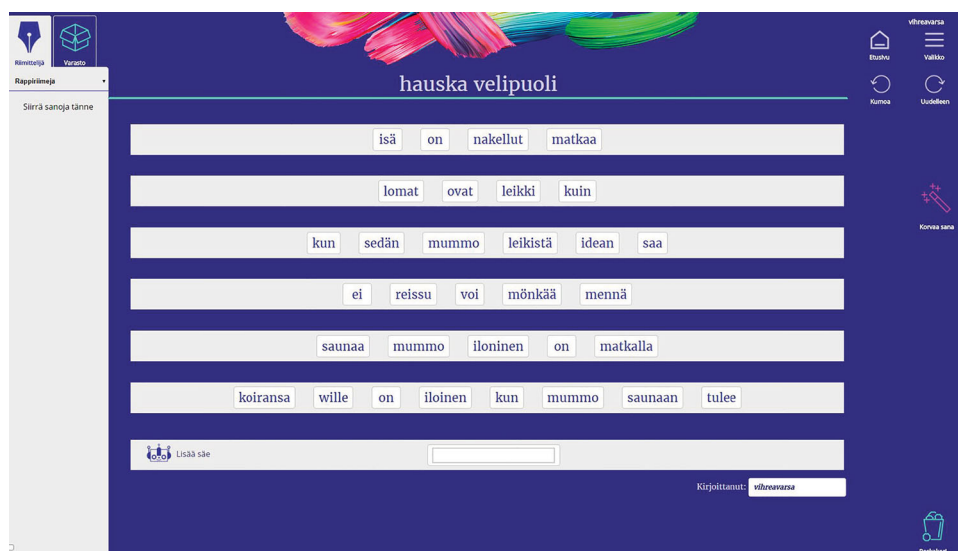 vihreavarsa
Riimittelijä
Varasto
Etusivu
Valikko
Rappiriimeja
hauska velipuoli
Kumoa
Uudelleen
Siirrä sanoja tänne
isä on nakellut matkaa
lomat ovat leikki kuin
Korvaa sana
kun sedän mummo leikistä idean saa
ei reissu voi mönkää mennä
saunaa mummo iloninen on matkalla
koiransa wille on iloinen kun mummo saunaan tulee
Lisää säe
Kirjoittanut: vihreavarsa